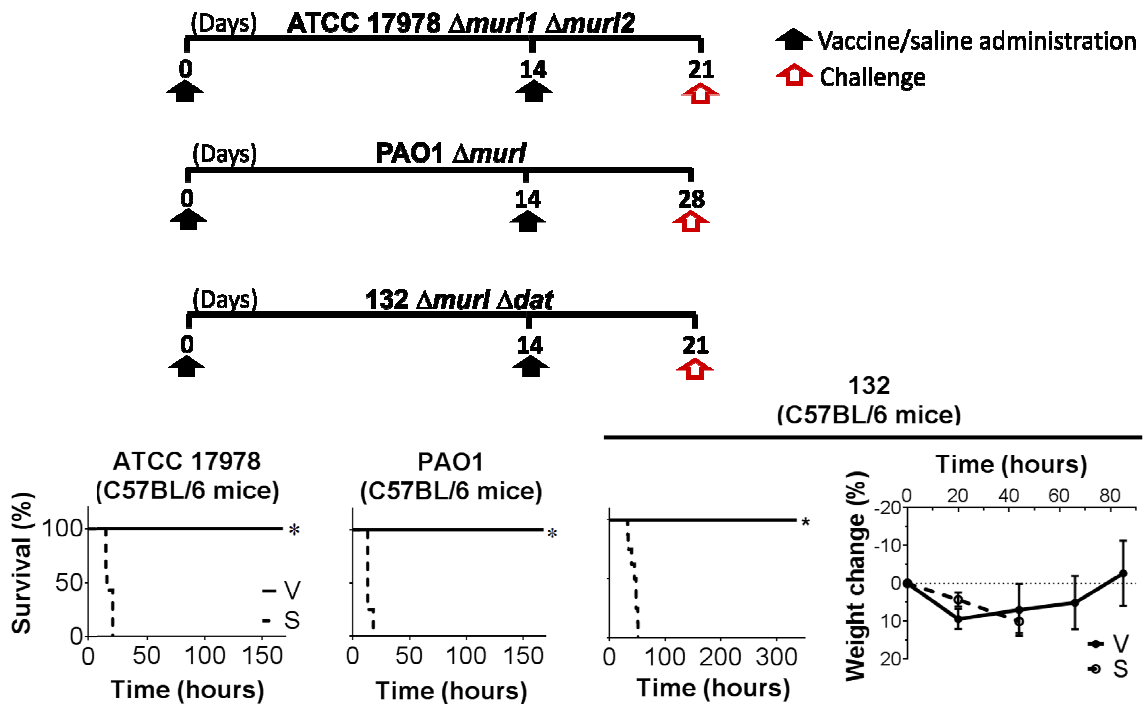 (Days) ATCC 17978 ΔmurI1 ΔmurI2
0 14 21
Vaccine/saline administration
Challenge
(Days) PAO1 ΔmurI
0 14 28
(Days) 132 ΔmurI Δdat
0 14 21
132
(C57BL/6 mice)
ATCC 17978
(C57BL/6 mice)
Survival (%)
100
50
0
*
V
S
0 50 100 150
Time (hours)
PAO1
(C57BL/6 mice)
*
0 50 100 150
Time (hours)
*
0 100 200 300
Time (hours)
Time (hours)
0 20 40 60 80
Weight change (%)
-20
-10
0
10
20
V
S